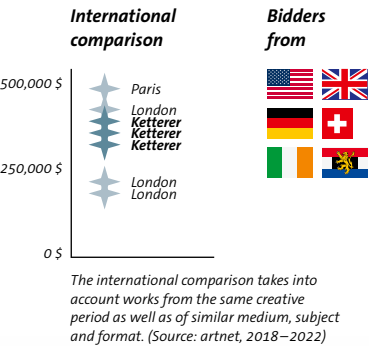 International
comparison
Bidders
from
500,000 $
Paris
London
Ketterer
Ketterer
250,000 $
Ketterer
London
London
0 $
The international comparison takes into
account works from the same creative
period as well as of similar medium, subject
and format. (Source: artnet, 2018–2022)